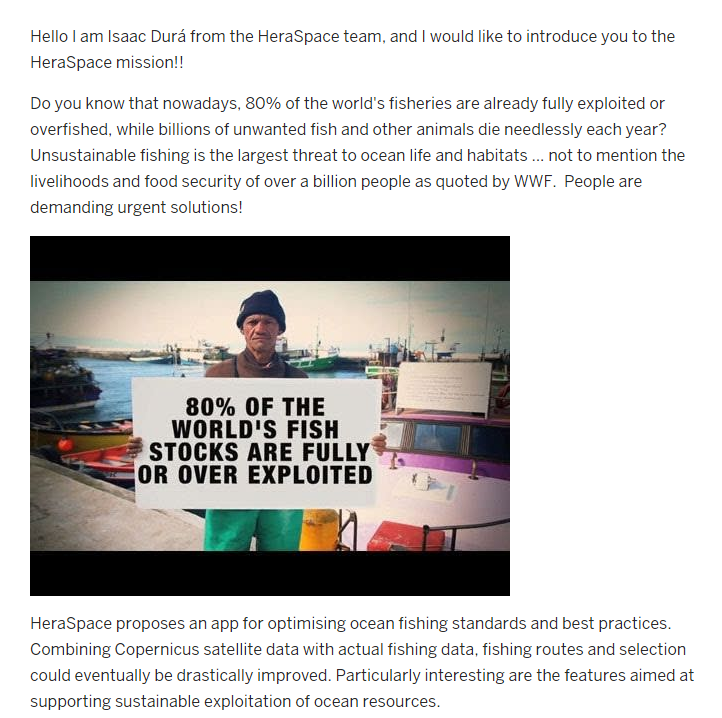 Hello I am Isaac Durá from the HeraSpace team, and I would like to introduce you to the
HeraSpace mission!!
Do you know that nowadays, 80% of the world's fisheries are already fully exploited or
overfished, while billions of unwanted fish and other animals die needlessly each year?
Unsustainable fishing is the largest threat to ocean life and habitats ... not to mention the
livelihoods and food security of over a billion people as quoted by WWF.  People are
demanding urgent solutions!
80% OF THE
WORLD'S FISH
STOCKS ARE FULLY
OR OVER EXPLOITED
HeraSpace proposes an app for optimising ocean fishing standards and best practices.
Combining Copernicus satellite data with actual fishing data, fishing routes and selection
could eventually be drastically improved. Particularly interesting are the features aimed at
supporting sustainable exploitation of ocean resources.